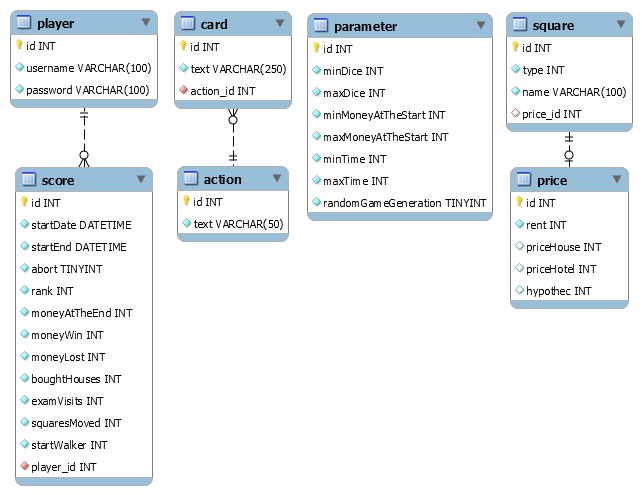 player
id INT
username VARCHAR(100)
password VARCHAR(100)
score
id INT
startDate DATETIME
startEnd DATETIME
abort TINYINT
rank INT
moneyAtTheEnd INT
moneyWin INT
moneyLost INT
boughtHouses INT
examVisits INT
squaresMoved INT
startWalker INT
player_id INT
card
id INT
text VARCHAR(250)
action_id INT
action
id INT
text VARCHAR(50)
parameter
id INT
minDice INT
maxDice INT
minMoneyAtTheStart INT
maxMoneyAtTheStart INT
minTime INT
maxTime INT
randomGameGeneration TINYINT
square
id INT
type INT
name VARCHAR(100)
price_id INT
price
id INT
rent INT
priceHouse INT
priceHotel INT
hypothec INT